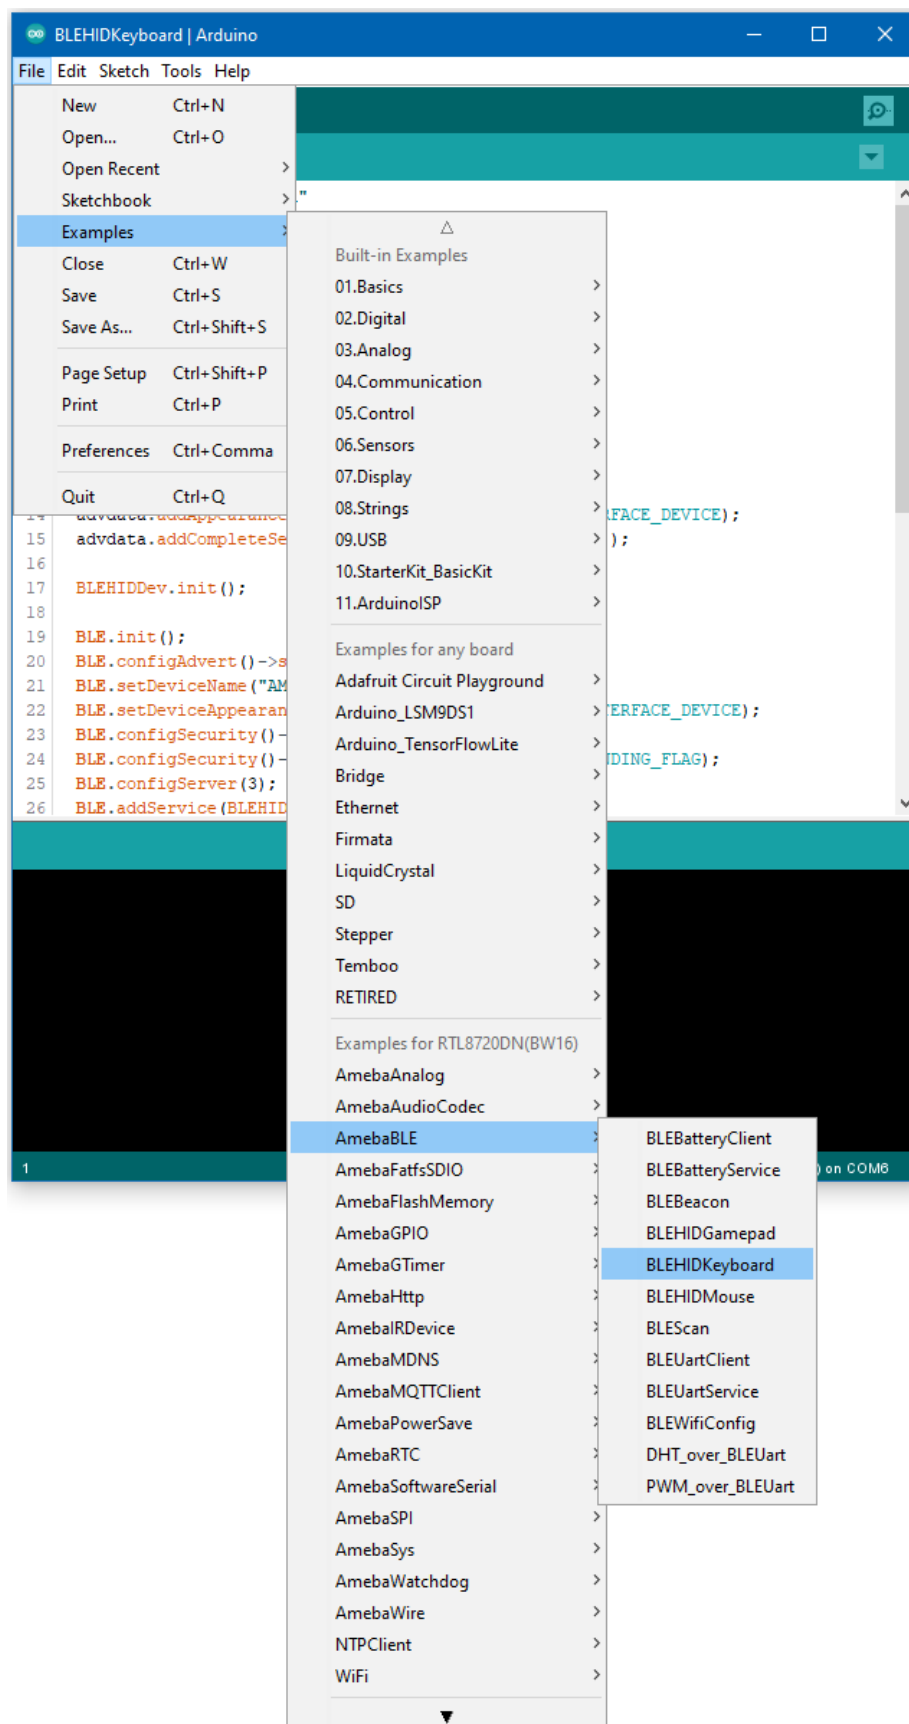 BLEHIDKeyboard | Arduino
File Edit Sketch Tools Help
New Ctrl+N
Open... Ctrl+O
Open Recent
Sketchbook
Examples
Close Ctrl+W
Save Ctrl+S
Save As... Ctrl+Shift+S
Page Setup Ctrl+Shift+P
Print Ctrl+P
Preferences Ctrl+Comma
Quit Ctrl+Q
Built-in Examples
01.Basics
02.Digital
03.Analog
04.Communication
05.Control
06.Sensors
07.Display
08.Strings
09.USB
10.StarterKit_BasicKit
11.ArduinoISP
Examples for any board
Adafruit Circuit Playground
Arduino_LSM9DS1
Arduino_TensorFlowLite
Bridge
Ethernet
Firmata
LiquidCrystal
SD
Stepper
Temboo
RETIRED
Examples for RTL8720DN(BW16)
AmebaAnalog
AmebaAudioCodec
AmebaBLE
AmebaFatfsSDIO
AmebaFlashMemory
AmebaGPIO
AmebaGTimer
AmebaHttp
AmebaIRDevice
AmebaMDNS
AmebaMQTTClient
AmebaPowerSave
AmebaRTC
AmebaSoftwareSerial
AmebaSPI
AmebaSys
AmebaWatchdog
AmebaWire
NTPClient
WiFi
BLEBatteryClient
BLEBatteryService
BLEBeacon
BLEHIDGamepad
BLEHIDKeyboard
BLEHIDMouse
BLEScan
BLEUartClient
BLEUartService
BLEWifiConfig
DHT_over_BLEUart
PWM_over_BLEUart
."
14 advdata.addAppearance RFACE_DEVICE);
15 advdata.addCompleteSe );
16
17 BLEHIDDev.init();
18
19 BLE.init();
20 BLE.configAdvert()->s
21 BLE.setDeviceName("AM
22 BLE.setDeviceAppearan TERFACE_DEVICE);
23 BLE.configSecurity()-
24 BLE.configSecurity()- NDING_FLAG);
25 BLE.configServer(3);
26 BLE.addService(BLEHID
1 ) on COM6